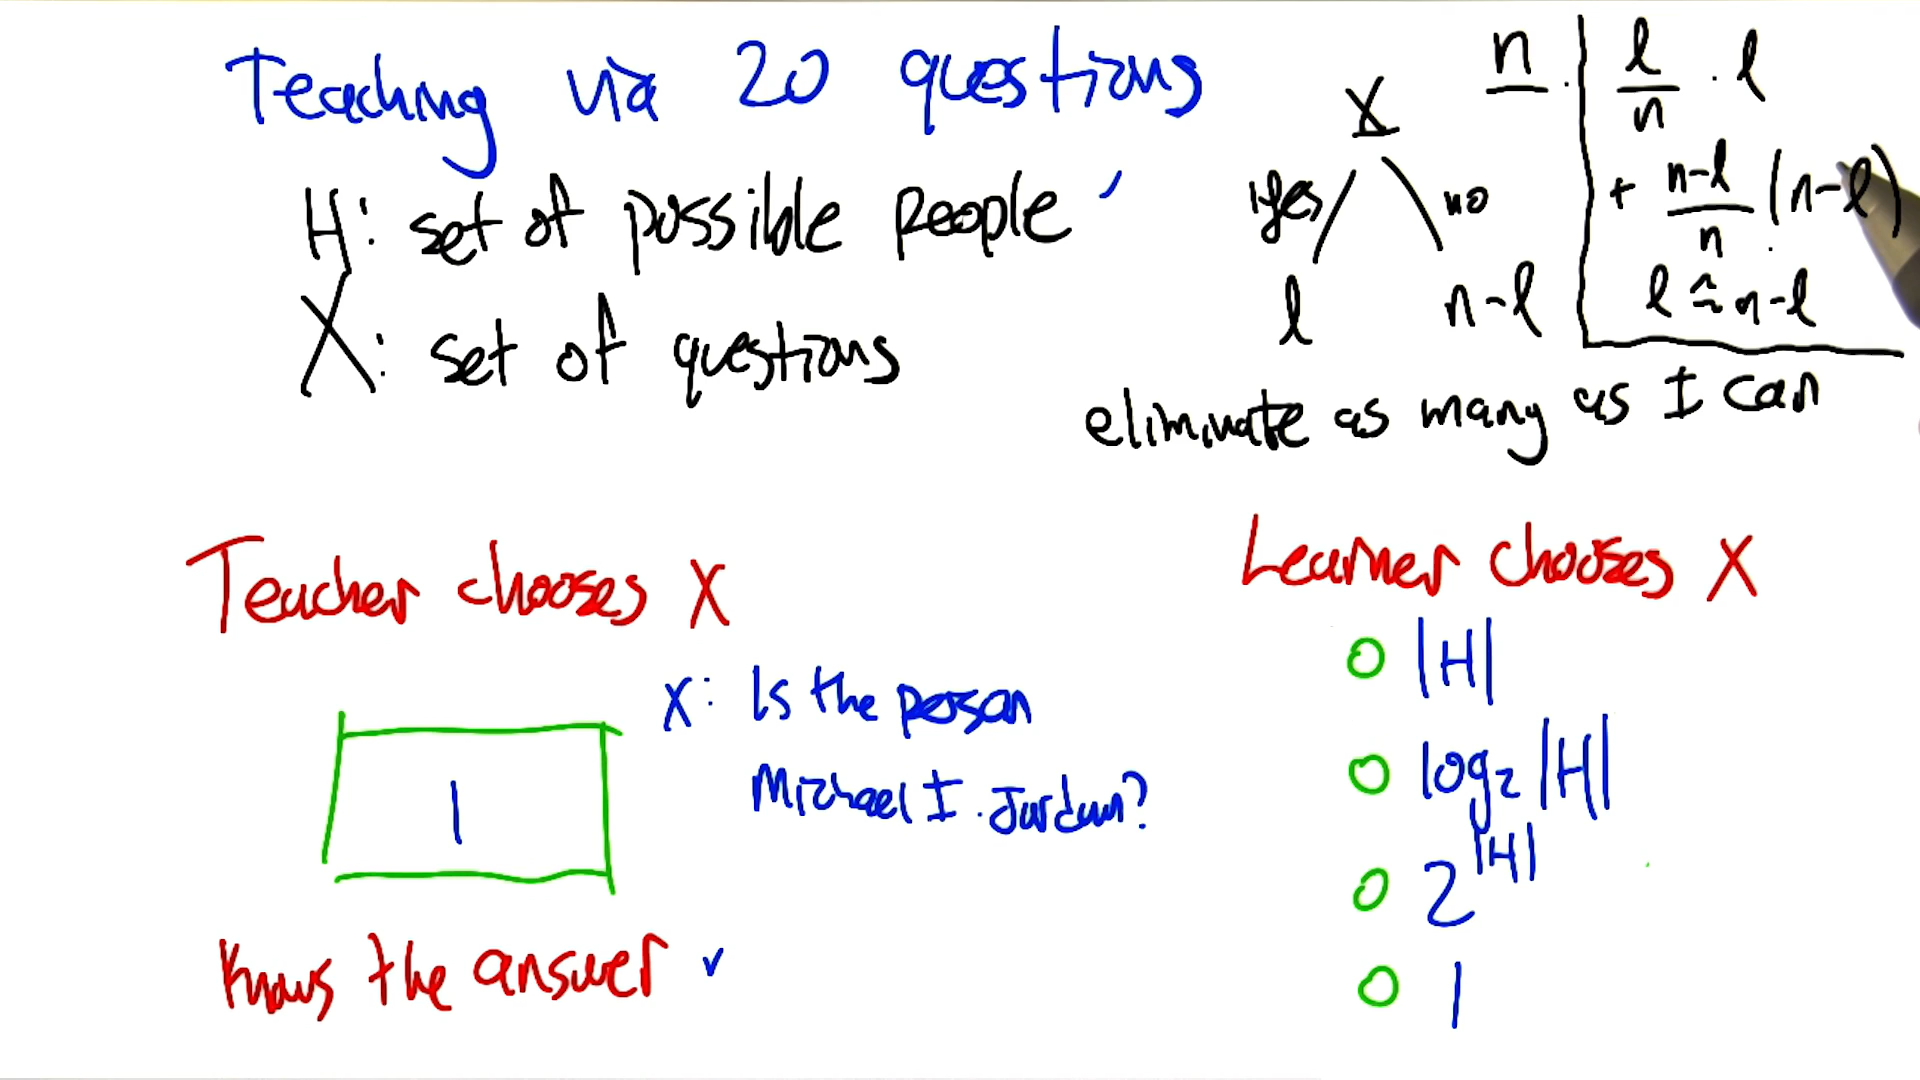 Teaching via 20 questions
H: set of possible people
X: set of questions
X
yes no
l n-l
n . l/n . l
+ n-l/n (n-l)
l ≈ n-l
eliminate as many as I can
Teacher chooses X
1
X: Is the person
Michael I. Jordan?
Knows the answer ✓
Learner chooses X
O |H|
O log₂ |H|
O 2^|H|
O 1